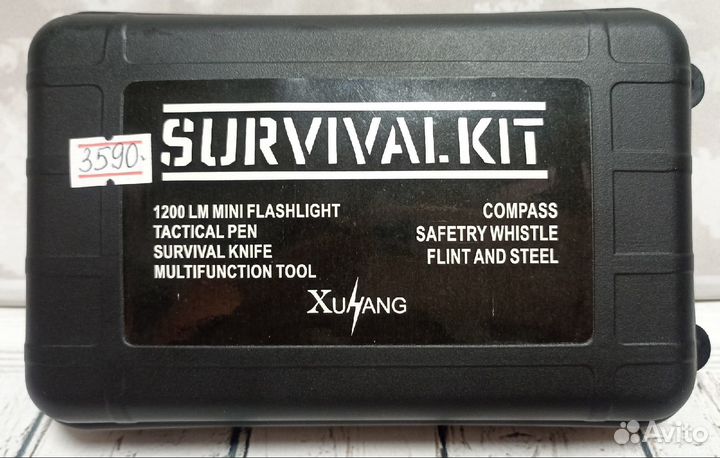 SURVIVAL KIT
3590.
1200 LM MINI FLASHLIGHT
TACTICAL PEN
SURVIVAL KNIFE
MULTIFUNCTION TOOL
COMPASS
SAFETRY WHISTLE
FLINT AND STEEL
XUHANG
Avito